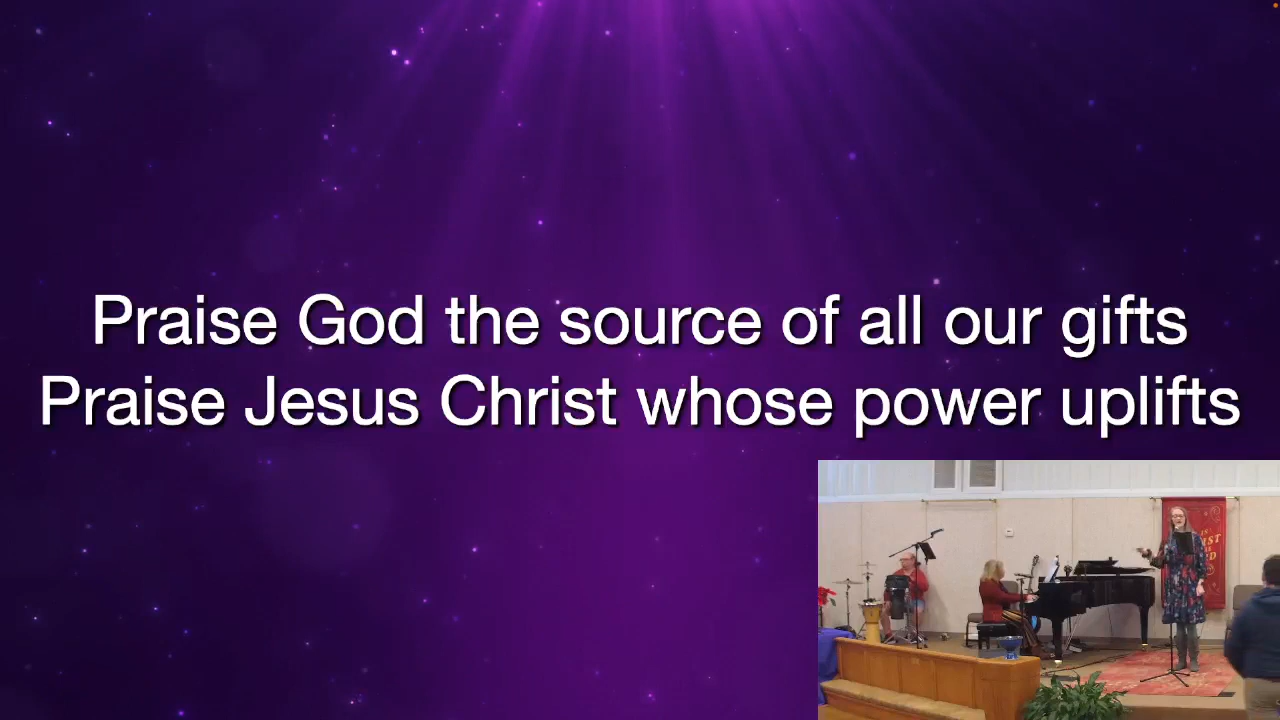 Praise God the source of all our gifts
Praise Jesus Christ whose power uplifts